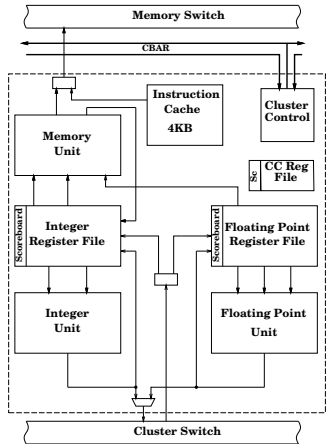 Memory Switch
CBAR
Instruction
Cache
4KB
Cluster
Control
Memory
Unit
Sc
CC Reg
File
Scoreboard
Integer
Register File
Scoreboard
Floating Point
Register File
Integer
Unit
Floating Point
Unit
Cluster Switch